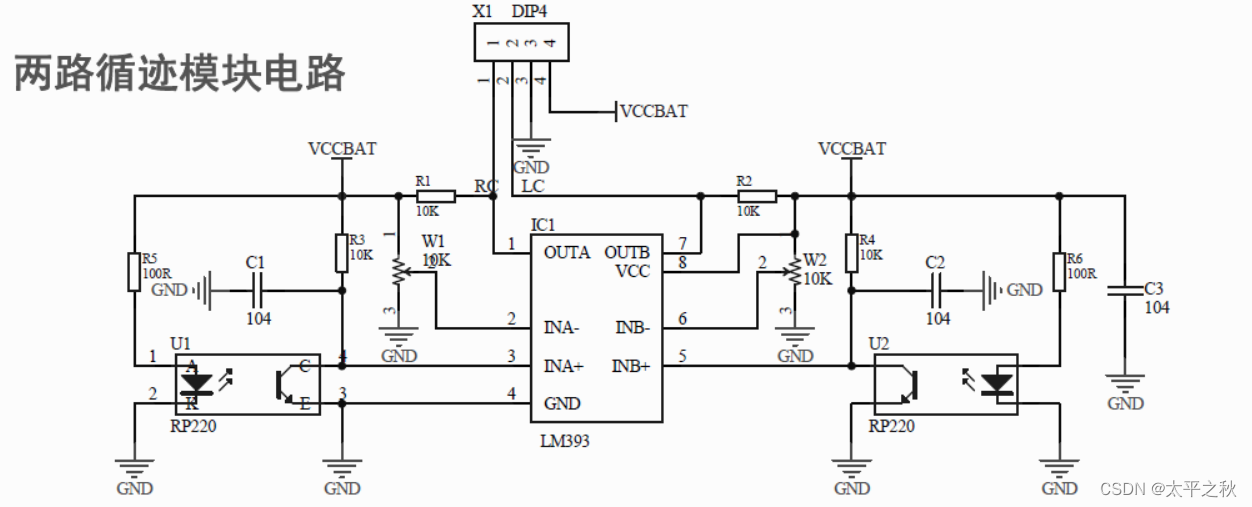 X1 DIP4
1 2 3 4
1 2 3 4
两路循迹模块电路
VCCBAT
GND
VCCBAT
VCCBAT
R1
10K
RC
LC
R2
10K
R3
10K
R4
10K
R5
100R
R6
100R
W1
10K
1
2
3
W2
10K
2
3
C1
104
GND
C2
104
GND
C3
104
GND
GND
GND
IC1
1 OUTA OUTB 7
VCC 8
2 INA- INB- 6
3 INA+ INB+ 5
4 GND
LM393
U1
1 A C 4
2 K E 3
RP220
U2
RP220
GND
GND
GND
GND
CSDN @太平之秋